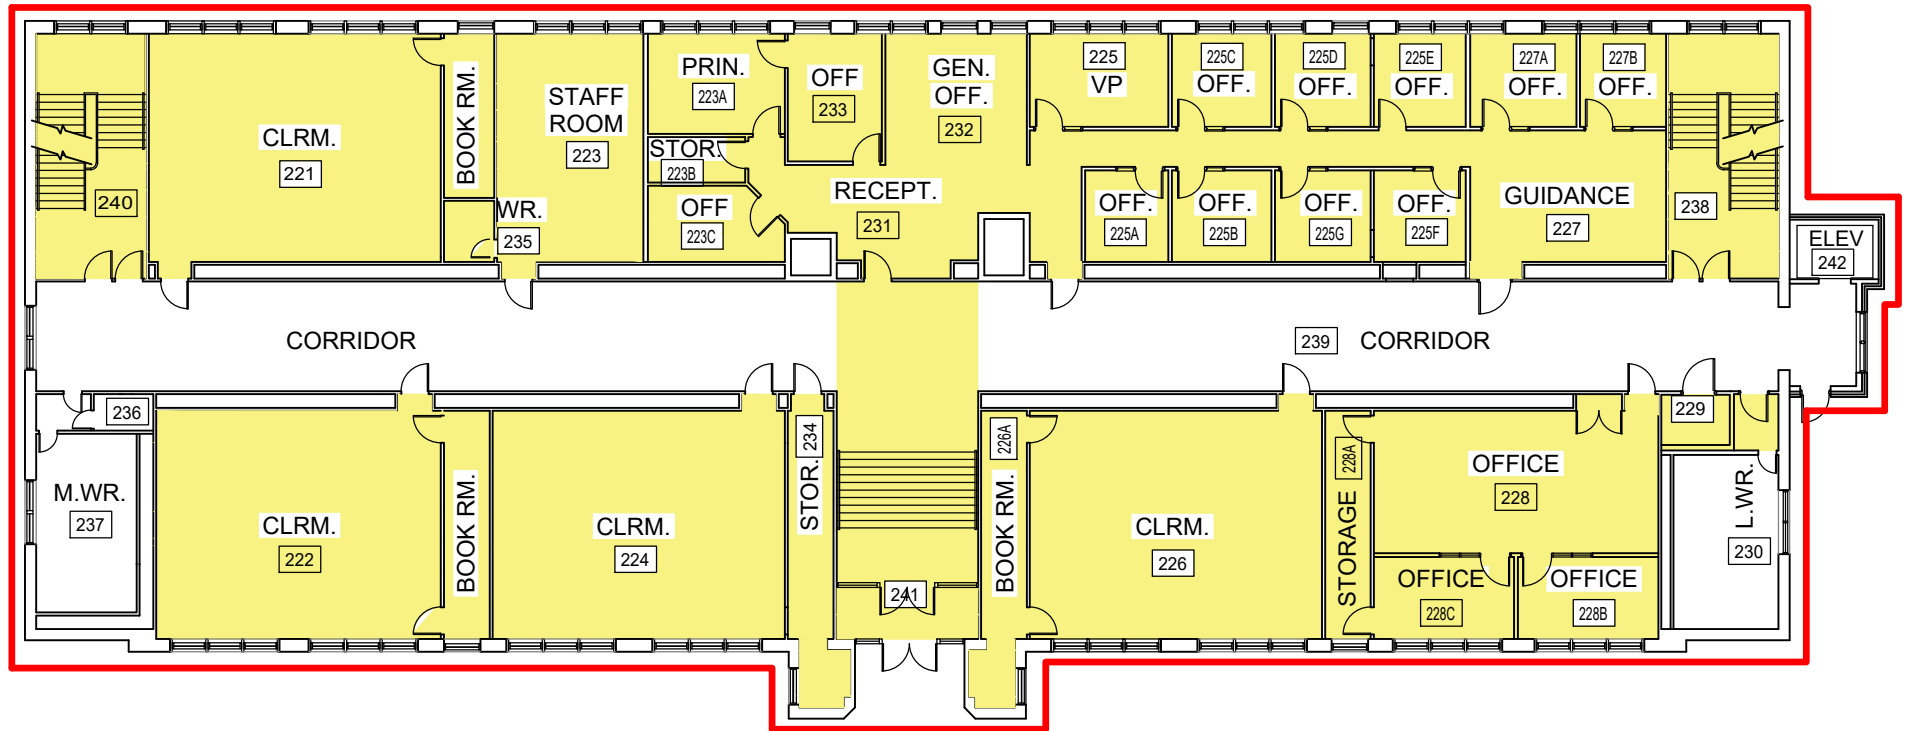 CLRM.
221
240
BOOK RM.
STAFF
ROOM
223
WR.
235
PRIN.
223A
STOR.
223B
OFF
223C
OFF
233
GEN.
OFF.
232
RECEPT.
231
225
VP
225C
OFF.
225D
OFF.
225E
OFF.
227A
OFF.
227B
OFF.
OFF.
225A
OFF.
225B
OFF.
225G
OFF.
225F
GUIDANCE
227
238
ELEV
242
CORRIDOR
239
CORRIDOR
236
M.WR.
237
CLRM.
222
BOOK RM.
CLRM.
224
234
STOR.
241
226A
BOOK RM.
CLRM.
226
228A
STORAGE
OFFICE
228
OFFICE
228C
OFFICE
228B
229
L.WR.
230